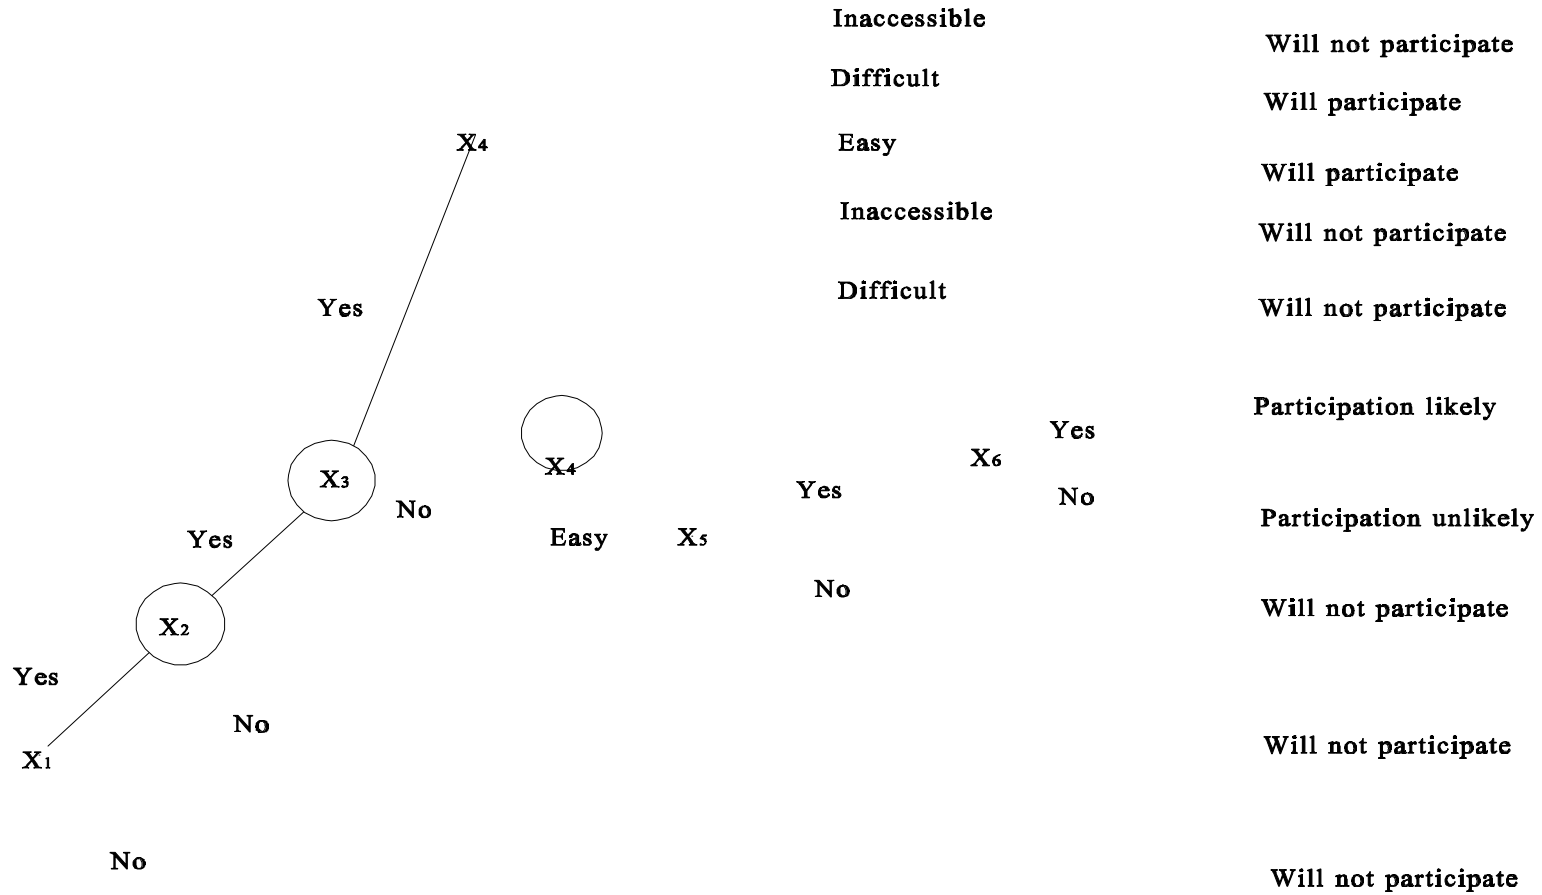 Inaccessible
Will not participate
Difficult
Will participate
X4
Easy
Will participate
Inaccessible
Will not participate
Difficult
Yes
Will not participate
Participation likely
Yes
X6
X4
X3
Yes
No
No
Participation unlikely
Yes
Easy
X5
No
Will not participate
X2
Yes
No
Will not participate
X1
No
Will not participate